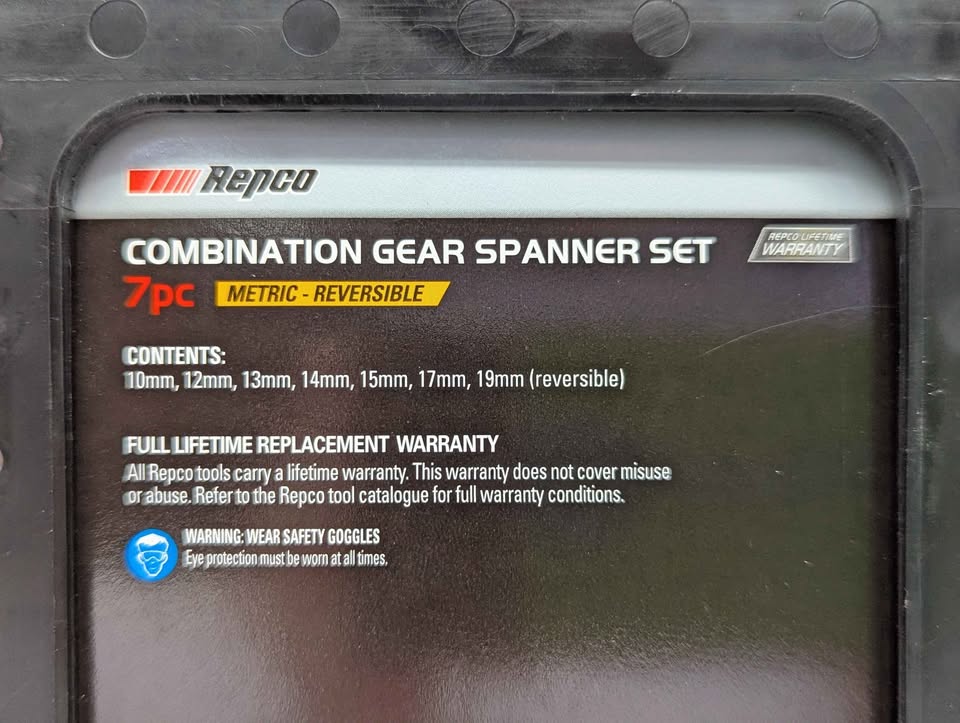 Repco
COMBINATION GEAR SPANNER SET
REPCO LIFETIME
WARRANTY
7pc METRIC - REVERSIBLE
CONTENTS:
10mm, 12mm, 13mm, 14mm, 15mm, 17mm, 19mm (reversible)
FULL LIFETIME REPLACEMENT WARRANTY
All Repco tools carry a lifetime warranty. This warranty does not cover misuse
or abuse. Refer to the Repco tool catalogue for full warranty conditions.
WARNING: WEAR SAFETY GOGGLES
Eye protection must be worn at all times.